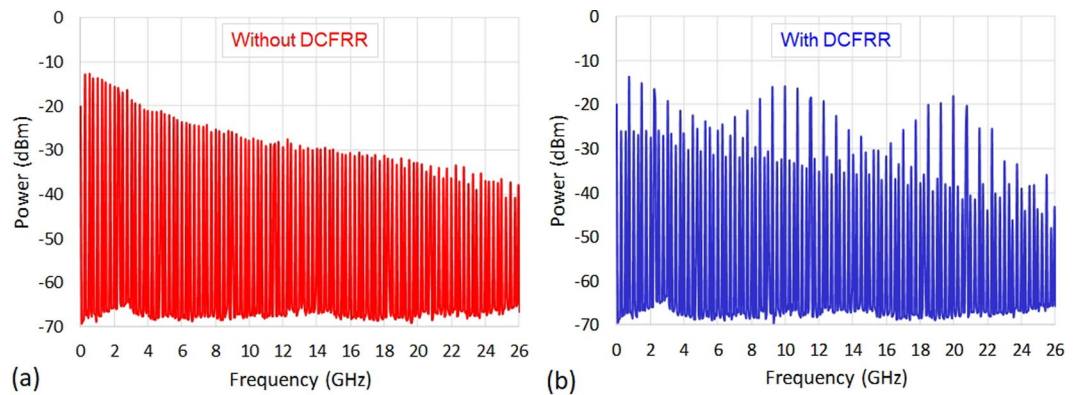 Without DCFRR
Power (dBm)
0
-10
-20
-30
-40
-50
-60
-70
0 2 4 6 8 10 12 14 16 18 20 22 24 26
Frequency (GHz)
(a)
With DCFRR
Power (dBm)
0
-10
-20
-30
-40
-50
-60
-70
0 2 4 6 8 10 12 14 16 18 20 22 24 26
Frequency (GHz)
(b)